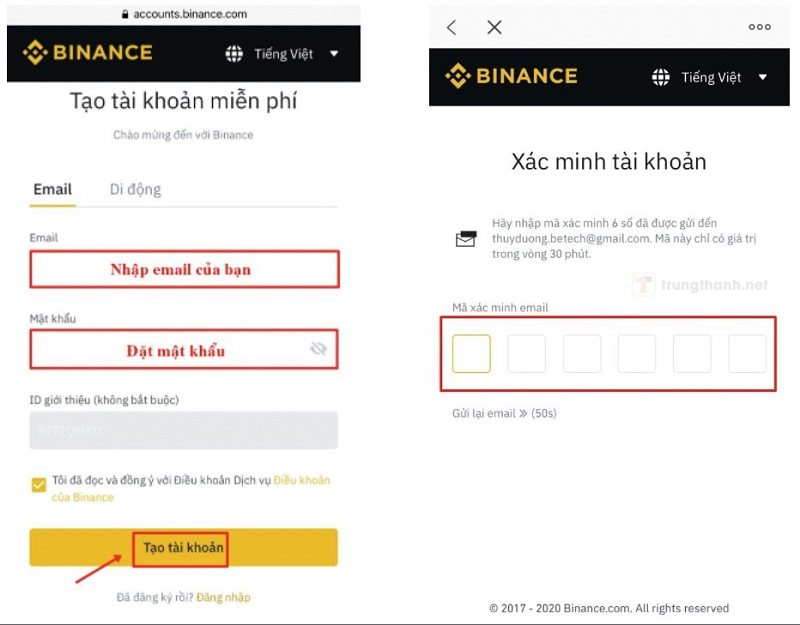 accounts.binance.com
BINANCE
Tiếng Việt
Tạo tài khoản miễn phí
Chào mừng đến với Binance
Email
Di động
Email
Nhập email của bạn
Mật khẩu
Đặt mật khẩu
ID giới thiệu (không bắt buộc)
Tôi đã đọc và đồng ý với Điều khoản Dịch vụ Điều khoản
của Binance
Tạo tài khoản
Đã đăng ký rồi? Đăng nhập
BINANCE
Tiếng Việt
Xác minh tài khoản
Hãy nhập mã xác minh 6 số đã được gửi đến
thuyduong.betech@gmail.com. Mã này chỉ có giá trị
trong vòng 30 phút.
trungthanh.net
Mã xác minh email
Gửi lại email » (50s)
© 2017 - 2020 Binance.com. All rights reserved